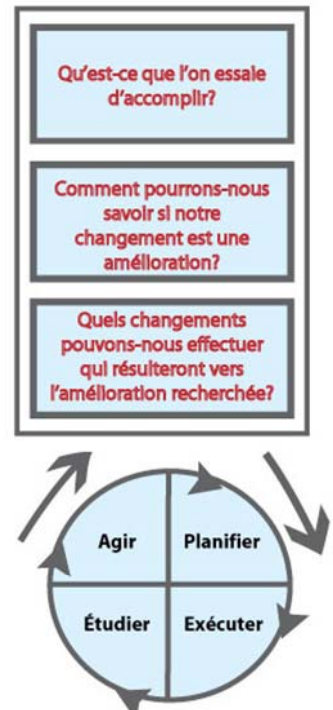 Qu'est-ce que l'on essaie
d'accomplir?
Comment pourrons-nous
savoir si notre
changement est une
amélioration?
Quels changements
pouvons-nous effectuer
qui résulteront vers
l'amélioration recherchée?
Agir
Planifier
Étudier
Exécuter